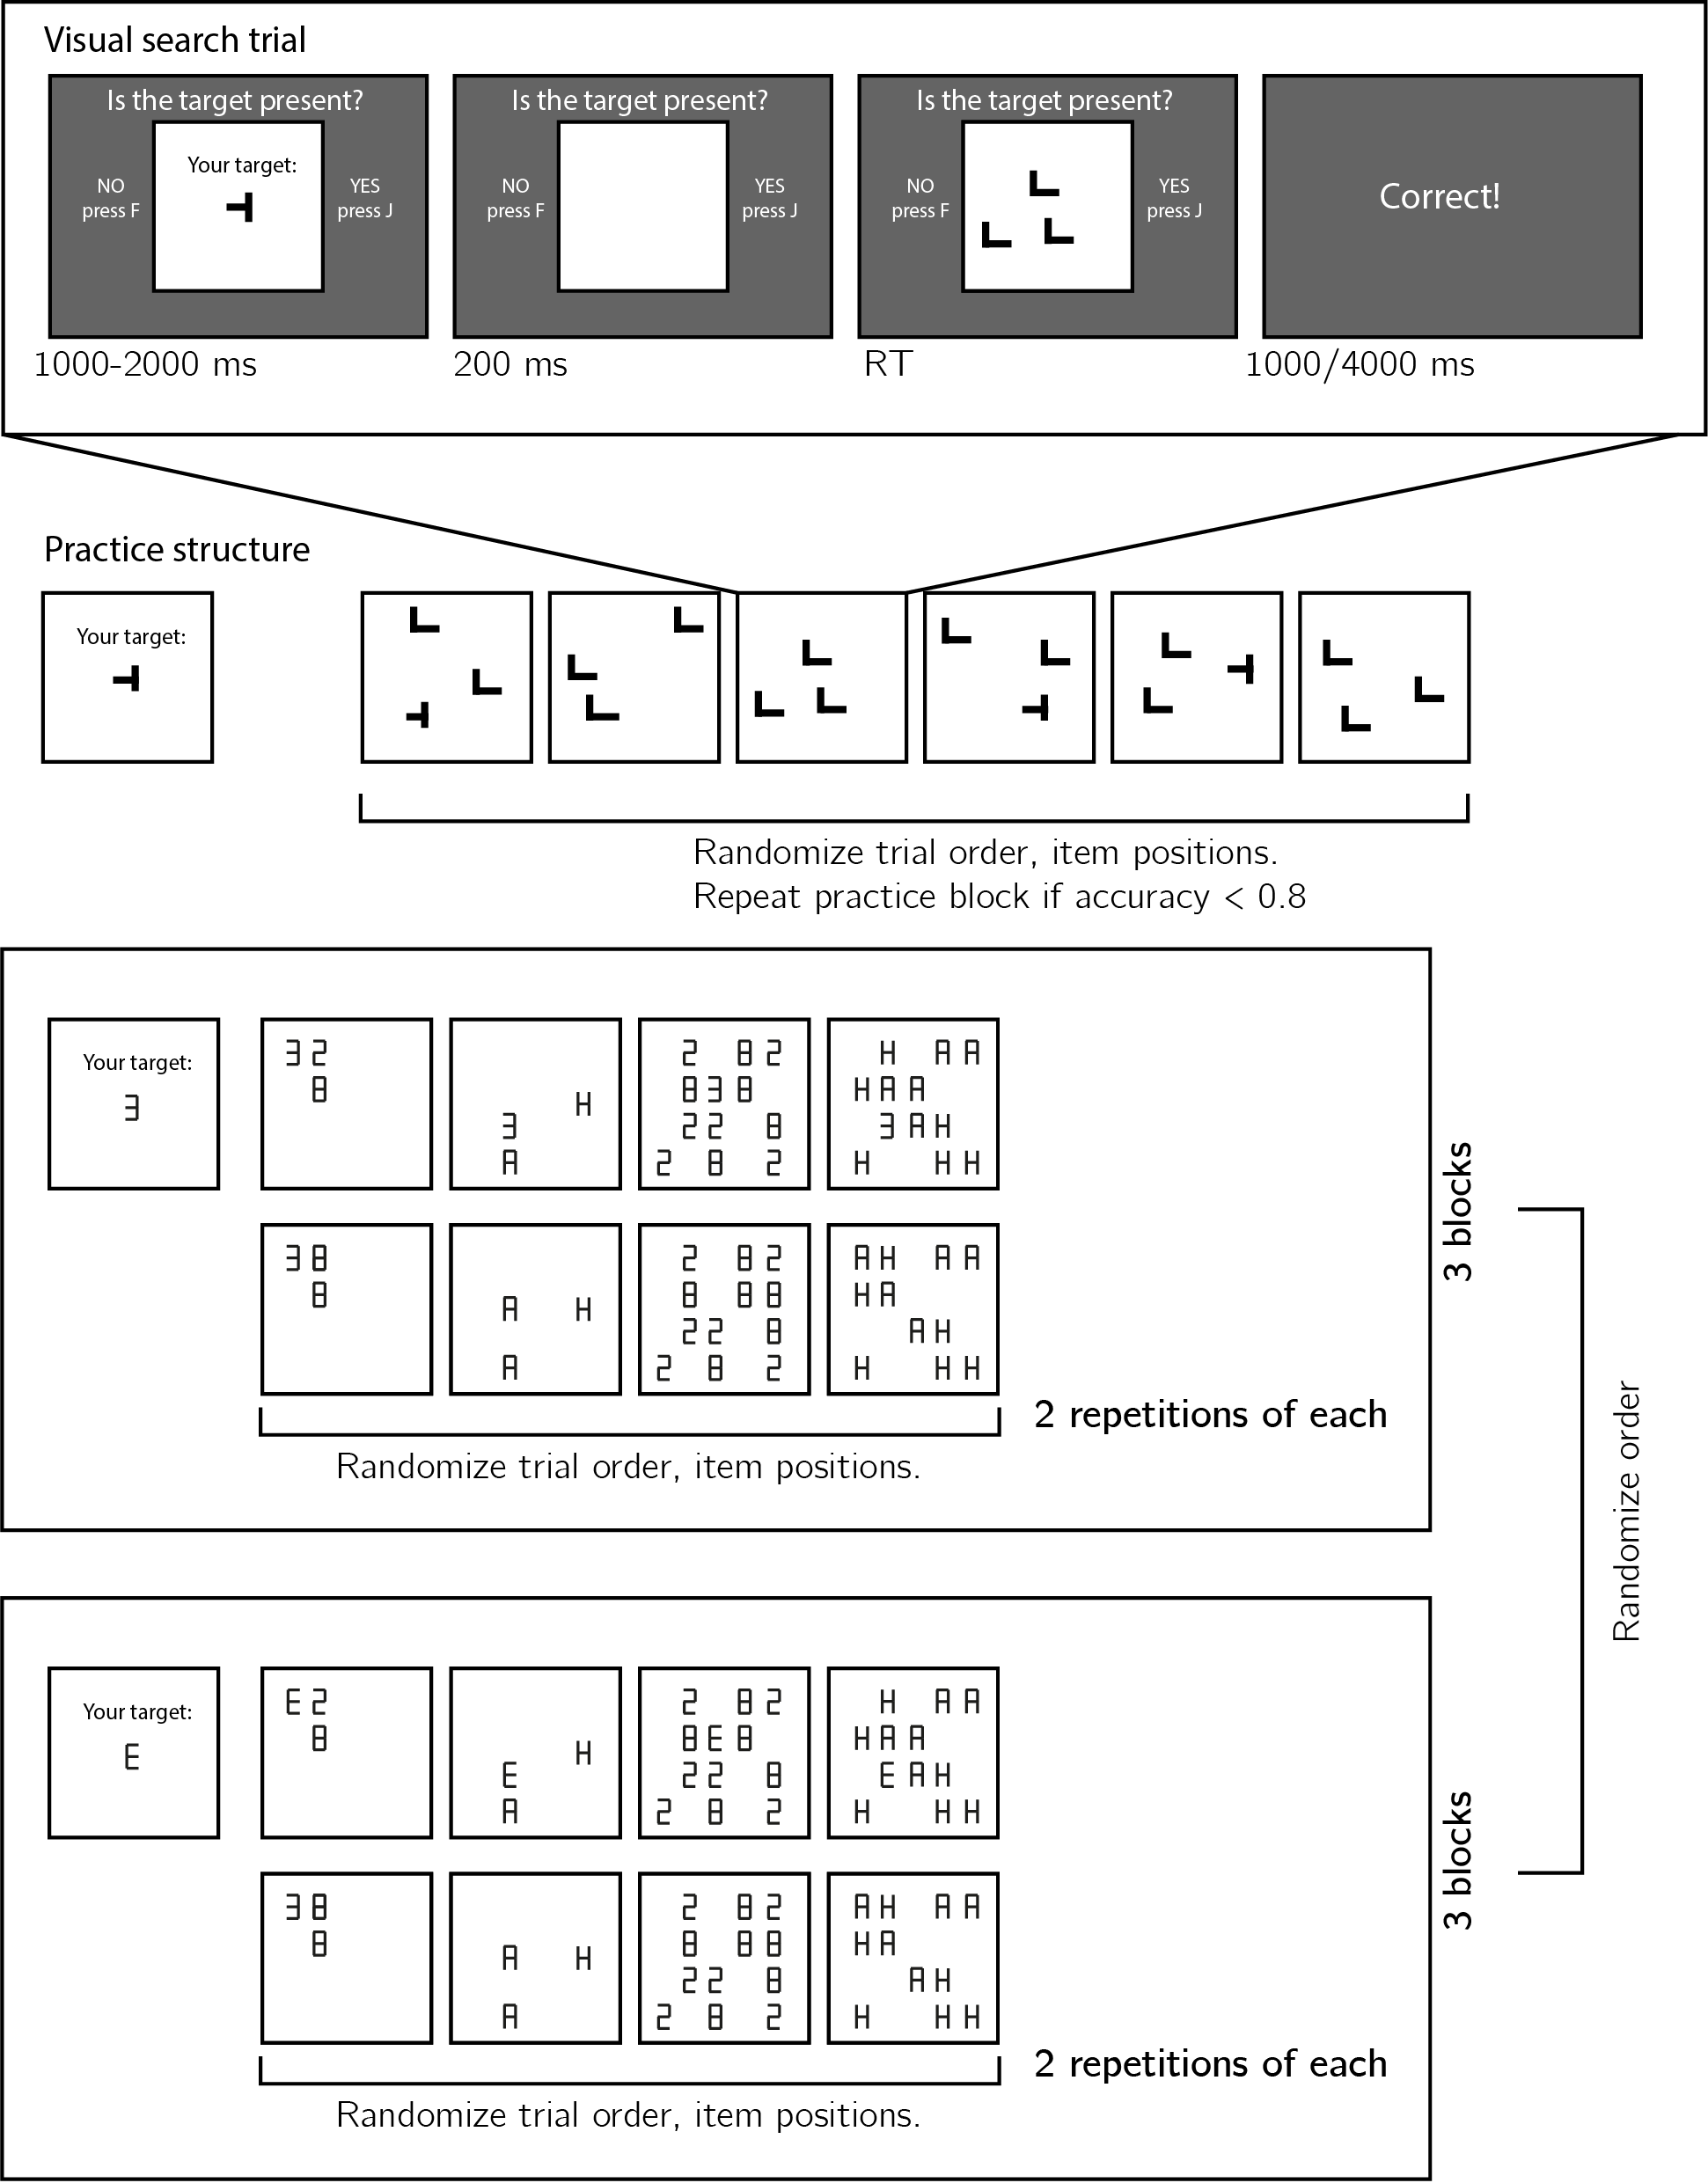 Visual search trial
Is the target present?
Your target:
NO
press F
YES
press J
1000-2000 ms
Is the target present?
NO
press F
YES
press J
200 ms
Is the target present?
NO
press F
YES
press J
RT
Correct!
1000/4000 ms
Practice structure
Your target:
Randomize trial order, item positions.
Repeat practice block if accuracy < 0.8
Your target:
3
3 2
8
H
3
A
2 8 2
8 3 8
2 2 8
2 8 2
H A A
H A A
3 A H
H H H
3 8
8
A H
A
2 8 2
8 8 8
2 2 8
2 8 2
A H A A
H A
A H
H H H
2 repetitions of each
Randomize trial order, item positions.
3 blocks
Your target:
E
E 2
8
H
E
A
2 8 2
8 E 8
2 2 8
2 8 2
H A A
H A A
E A H
H H H
3 8
8
A H
A
2 8 2
8 8 8
2 2 8
2 8 2
A H A A
H A
A H
H H H
2 repetitions of each
Randomize trial order, item positions.
3 blocks
Randomize order